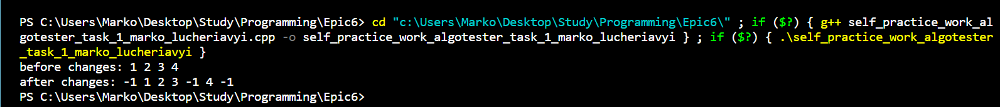 PS C:\Users\Marko\Desktop\Study\Programming\Epic6> cd "c:\Users\Marko\Desktop\Study\Programming\Epic6\" ; if ($?) { g++ self_practice_work_al
gotester_task_1_marko_lucheriavyi.cpp -o self_practice_work_algotester_task_1_marko_lucheriavyi } ; if ($?) { .\self_practice_work_algotester
_task_1_marko_lucheriavyi }
before changes: 1 2 3 4
after changes: -1 1 2 3 -1 4 -1
PS C:\Users\Marko\Desktop\Study\Programming\Epic6>